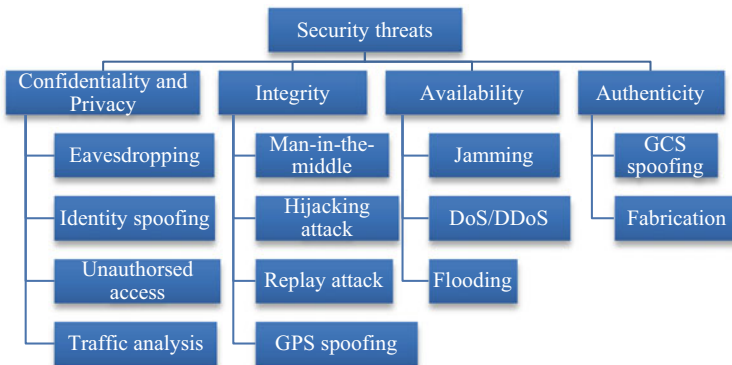 Security threats
Confidentiality and
Privacy
Eavesdropping
Identity spoofing
Unauthorsed
access
Traffic analysis
Integrity
Man-in-the-
middle
Hijacking
attack
Replay attack
GPS spoofing
Availability
Jamming
DoS/DDoS
Flooding
Authenticity
GCS
spoofing
Fabrication